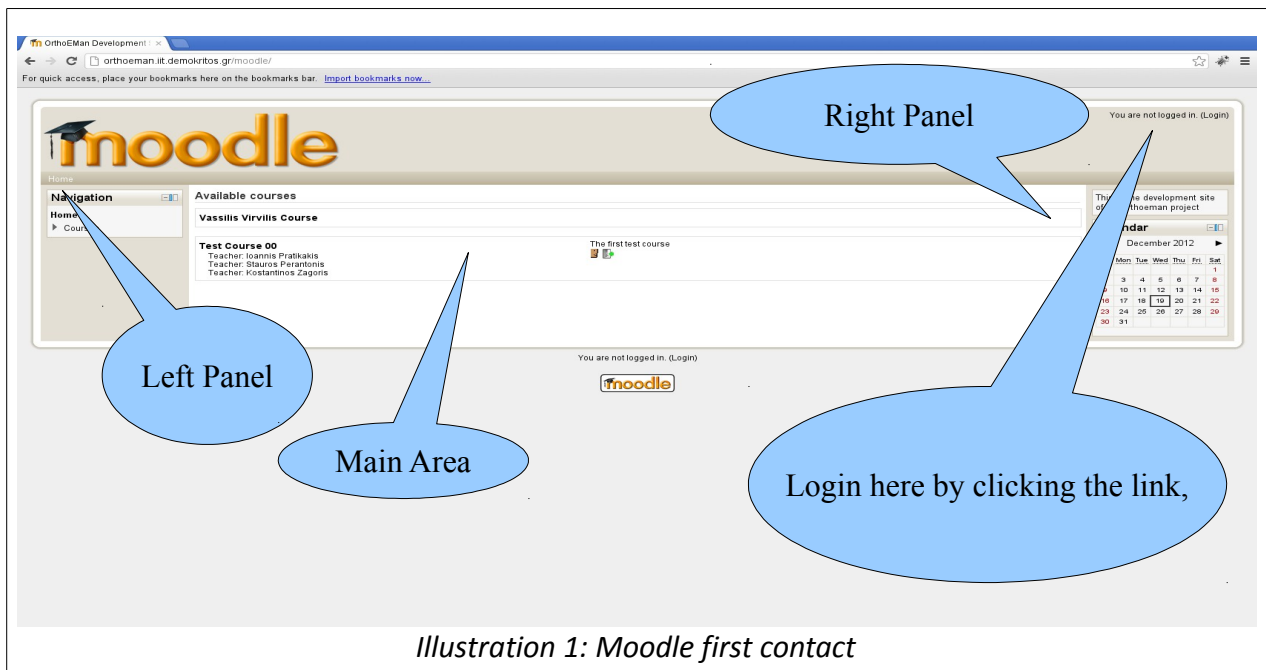 OrthoEMan Development
orthoeman.iit.demokritos.gr/moodle/
For quick access, place your bookmarks here on the bookmarks bar. Import bookmarks now...
Right Panel
You are not logged in. (Login)
moodle
Home
Navigation
Home
Available courses
Vassilis Virvilis Course
Test Course 00
Teacher: Ioannis Pratikakis
Teacher: Stauros Perantonis
Teacher: Kostantinos Zagoris
The first test course
development site
project
December 2012 ►
Mon Tue Wed Thu Fri Sat
1
3 4 5 6 7 8
10 11 12 13 14 15
16 17 18 19 20 21 22
23 24 25 26 27 28 29
30 31
Left Panel
Main Area
You are not logged in. (Login)
moodle
Login here by clicking the link,
Illustration 1: Moodle first contact